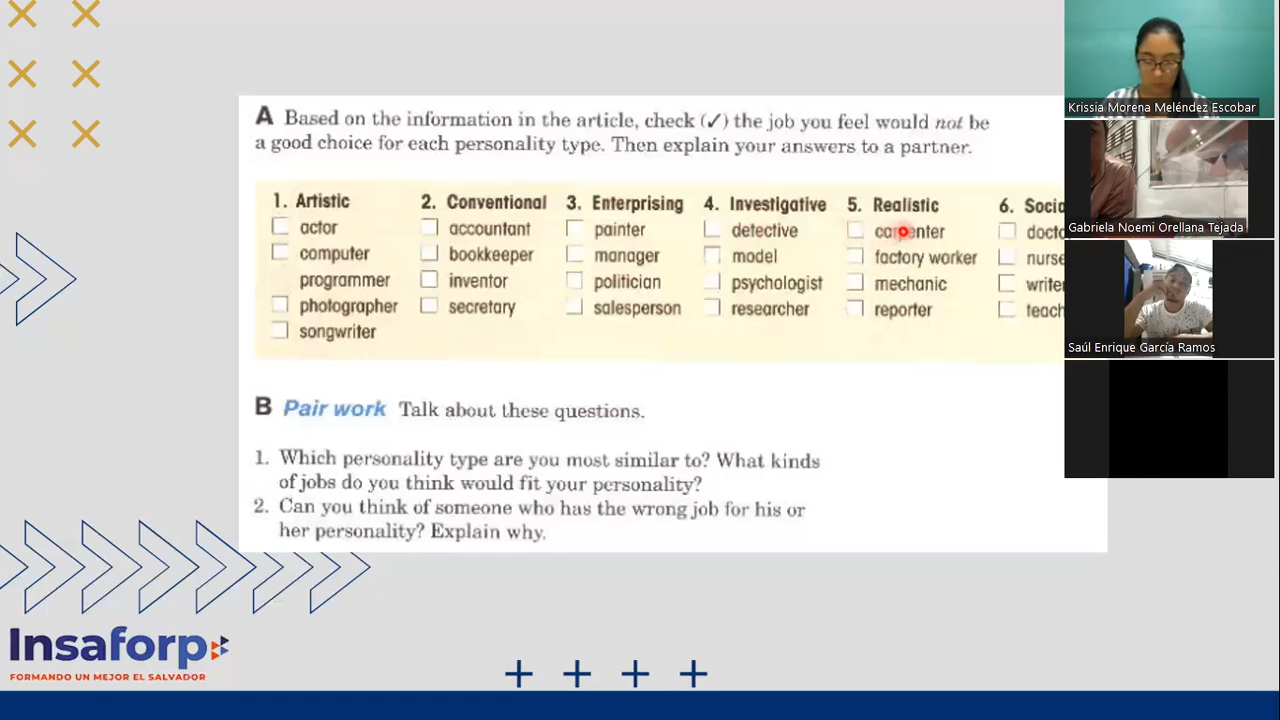 A Based on the information in the article, check (✓) the job you feel would not be
a good choice for each personality type. Then explain your answers to a partner.
1. Artistic
actor
computer
programmer
photographer
songwriter
2. Conventional
accountant
bookkeeper
inventor
secretary
3. Enterprising
painter
manager
politician
salesperson
4. Investigative
detective
model
psychologist
researcher
5. Realistic
carpenter
factory worker
mechanic
reporter
6. Socia
docto
nurse
writer
teach
B Pair work Talk about these questions.
1. Which personality type are you most similar to? What kinds
of jobs do you think would fit your personality?
2. Can you think of someone who has the wrong job for his or
her personality? Explain why.
Insaforp
FORMANDO UN MEJOR EL SALVADOR
Krissia Morena Meléndez Escobar
Gabriela Noemi Orellana Tejada
Saúl Enrique García Ramos